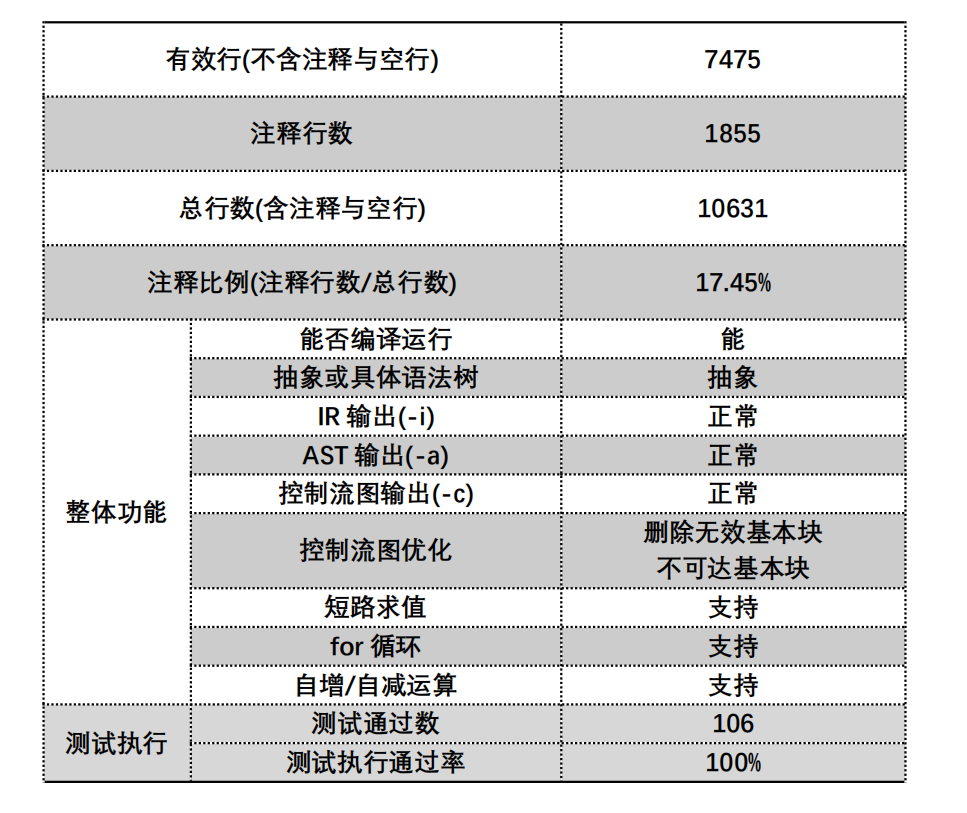 有效行(不含注释与空行) 7475
注释行数 1855
总行数(含注释与空行) 10631
注释比例(注释行数/总行数) 17.45%
整体功能
能否编译运行 能
抽象或具体语法树 抽象
IR 输出(-i) 正常
AST 输出(-a) 正常
控制流图输出(-c) 正常
控制流图优化 删除无效基本块
不可达基本块
短路求值 支持
for 循环 支持
自增/自减运算 支持
测试执行
测试通过数 106
测试执行通过率 100%